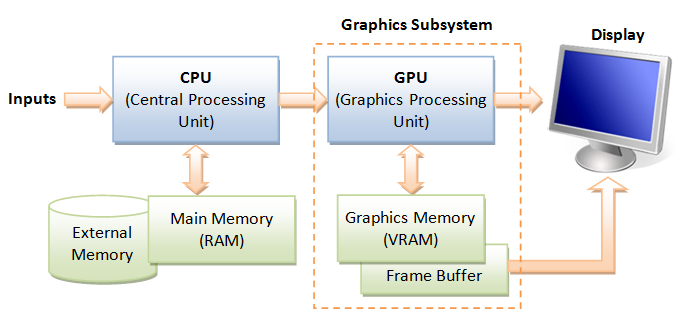 Graphics Subsystem
Display
Inputs
CPU
(Central Processing
Unit)
GPU
(Graphics Processing
Unit)
External
Memory
Main Memory
(RAM)
Graphics Memory
(VRAM)
Frame Buffer